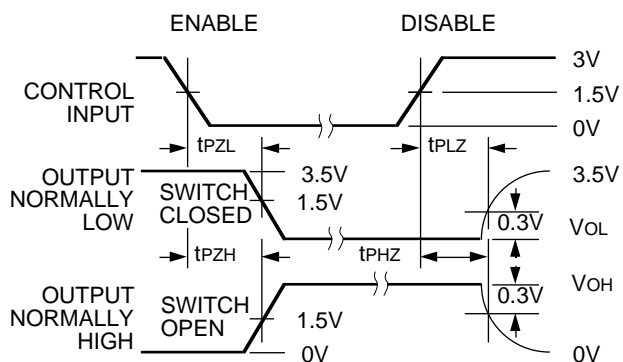 ENABLE
DISABLE
CONTROL
INPUT
3V
1.5V
0V
tPZL
tPLZ
OUTPUT
NORMALLY
LOW
SWITCH
CLOSED
3.5V
1.5V
3.5V
0.3V
VOL
tPZH
tPHZ
OUTPUT
NORMALLY
HIGH
SWITCH
OPEN
1.5V
0V
0.3V
VOH
0V